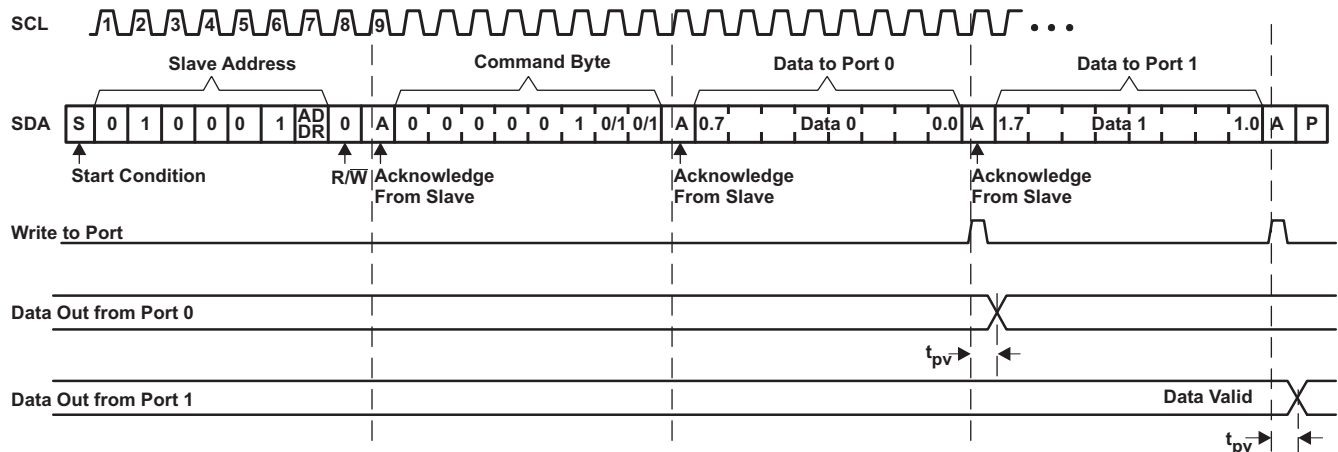 SCL 1 2 3 4 5 6 7 8 9 • • •
Slave Address Command Byte Data to Port 0 Data to Port 1
SDA S 0 1 0 0 0 1 AD DR 0 A 0 0 0 0 0 1 0/1 0/1 A 0.7 Data 0 0.0 A 1.7 Data 1 1.0 A P
Start Condition R/W̅ Acknowledge From Slave Acknowledge From Slave Acknowledge From Slave
Write to Port
Data Out from Port 0
tpv
Data Out from Port 1 Data Valid
tpv